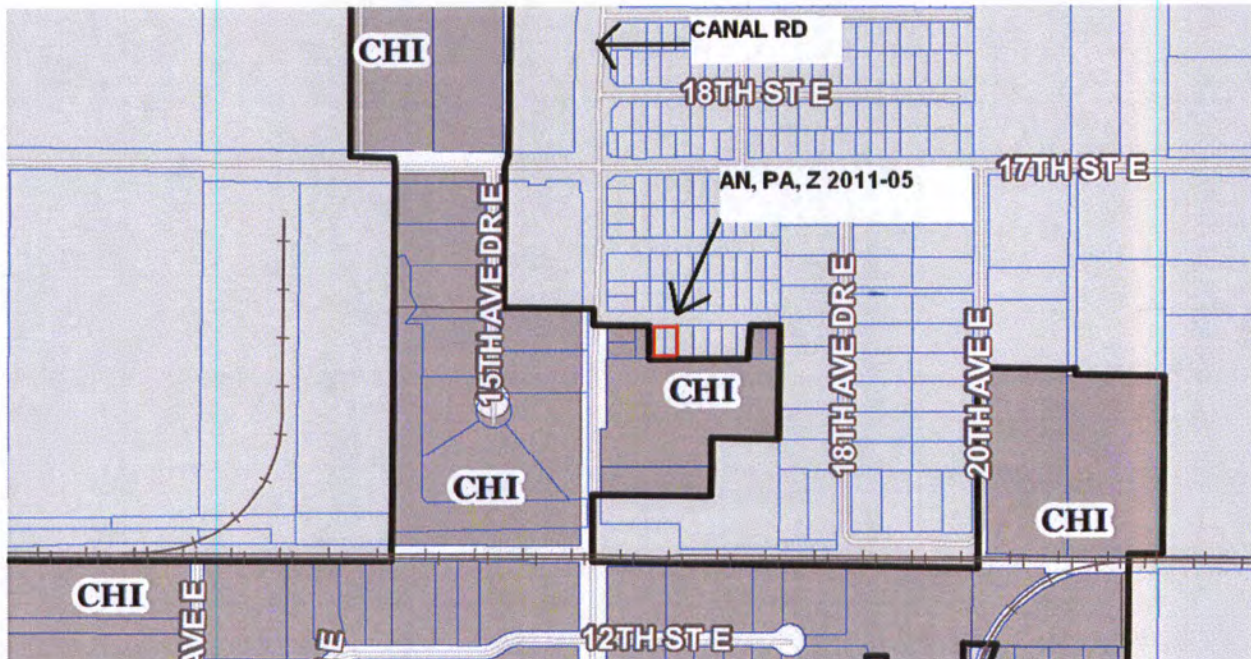 CHI
CANAL RD
18TH ST E
17TH ST E
AN, PA, Z 2011-05
15TH AVE DR E
18TH AVE DR E
20TH AVE E
CHI
CHI
CHI
CHI
AVE E
E
12TH ST E